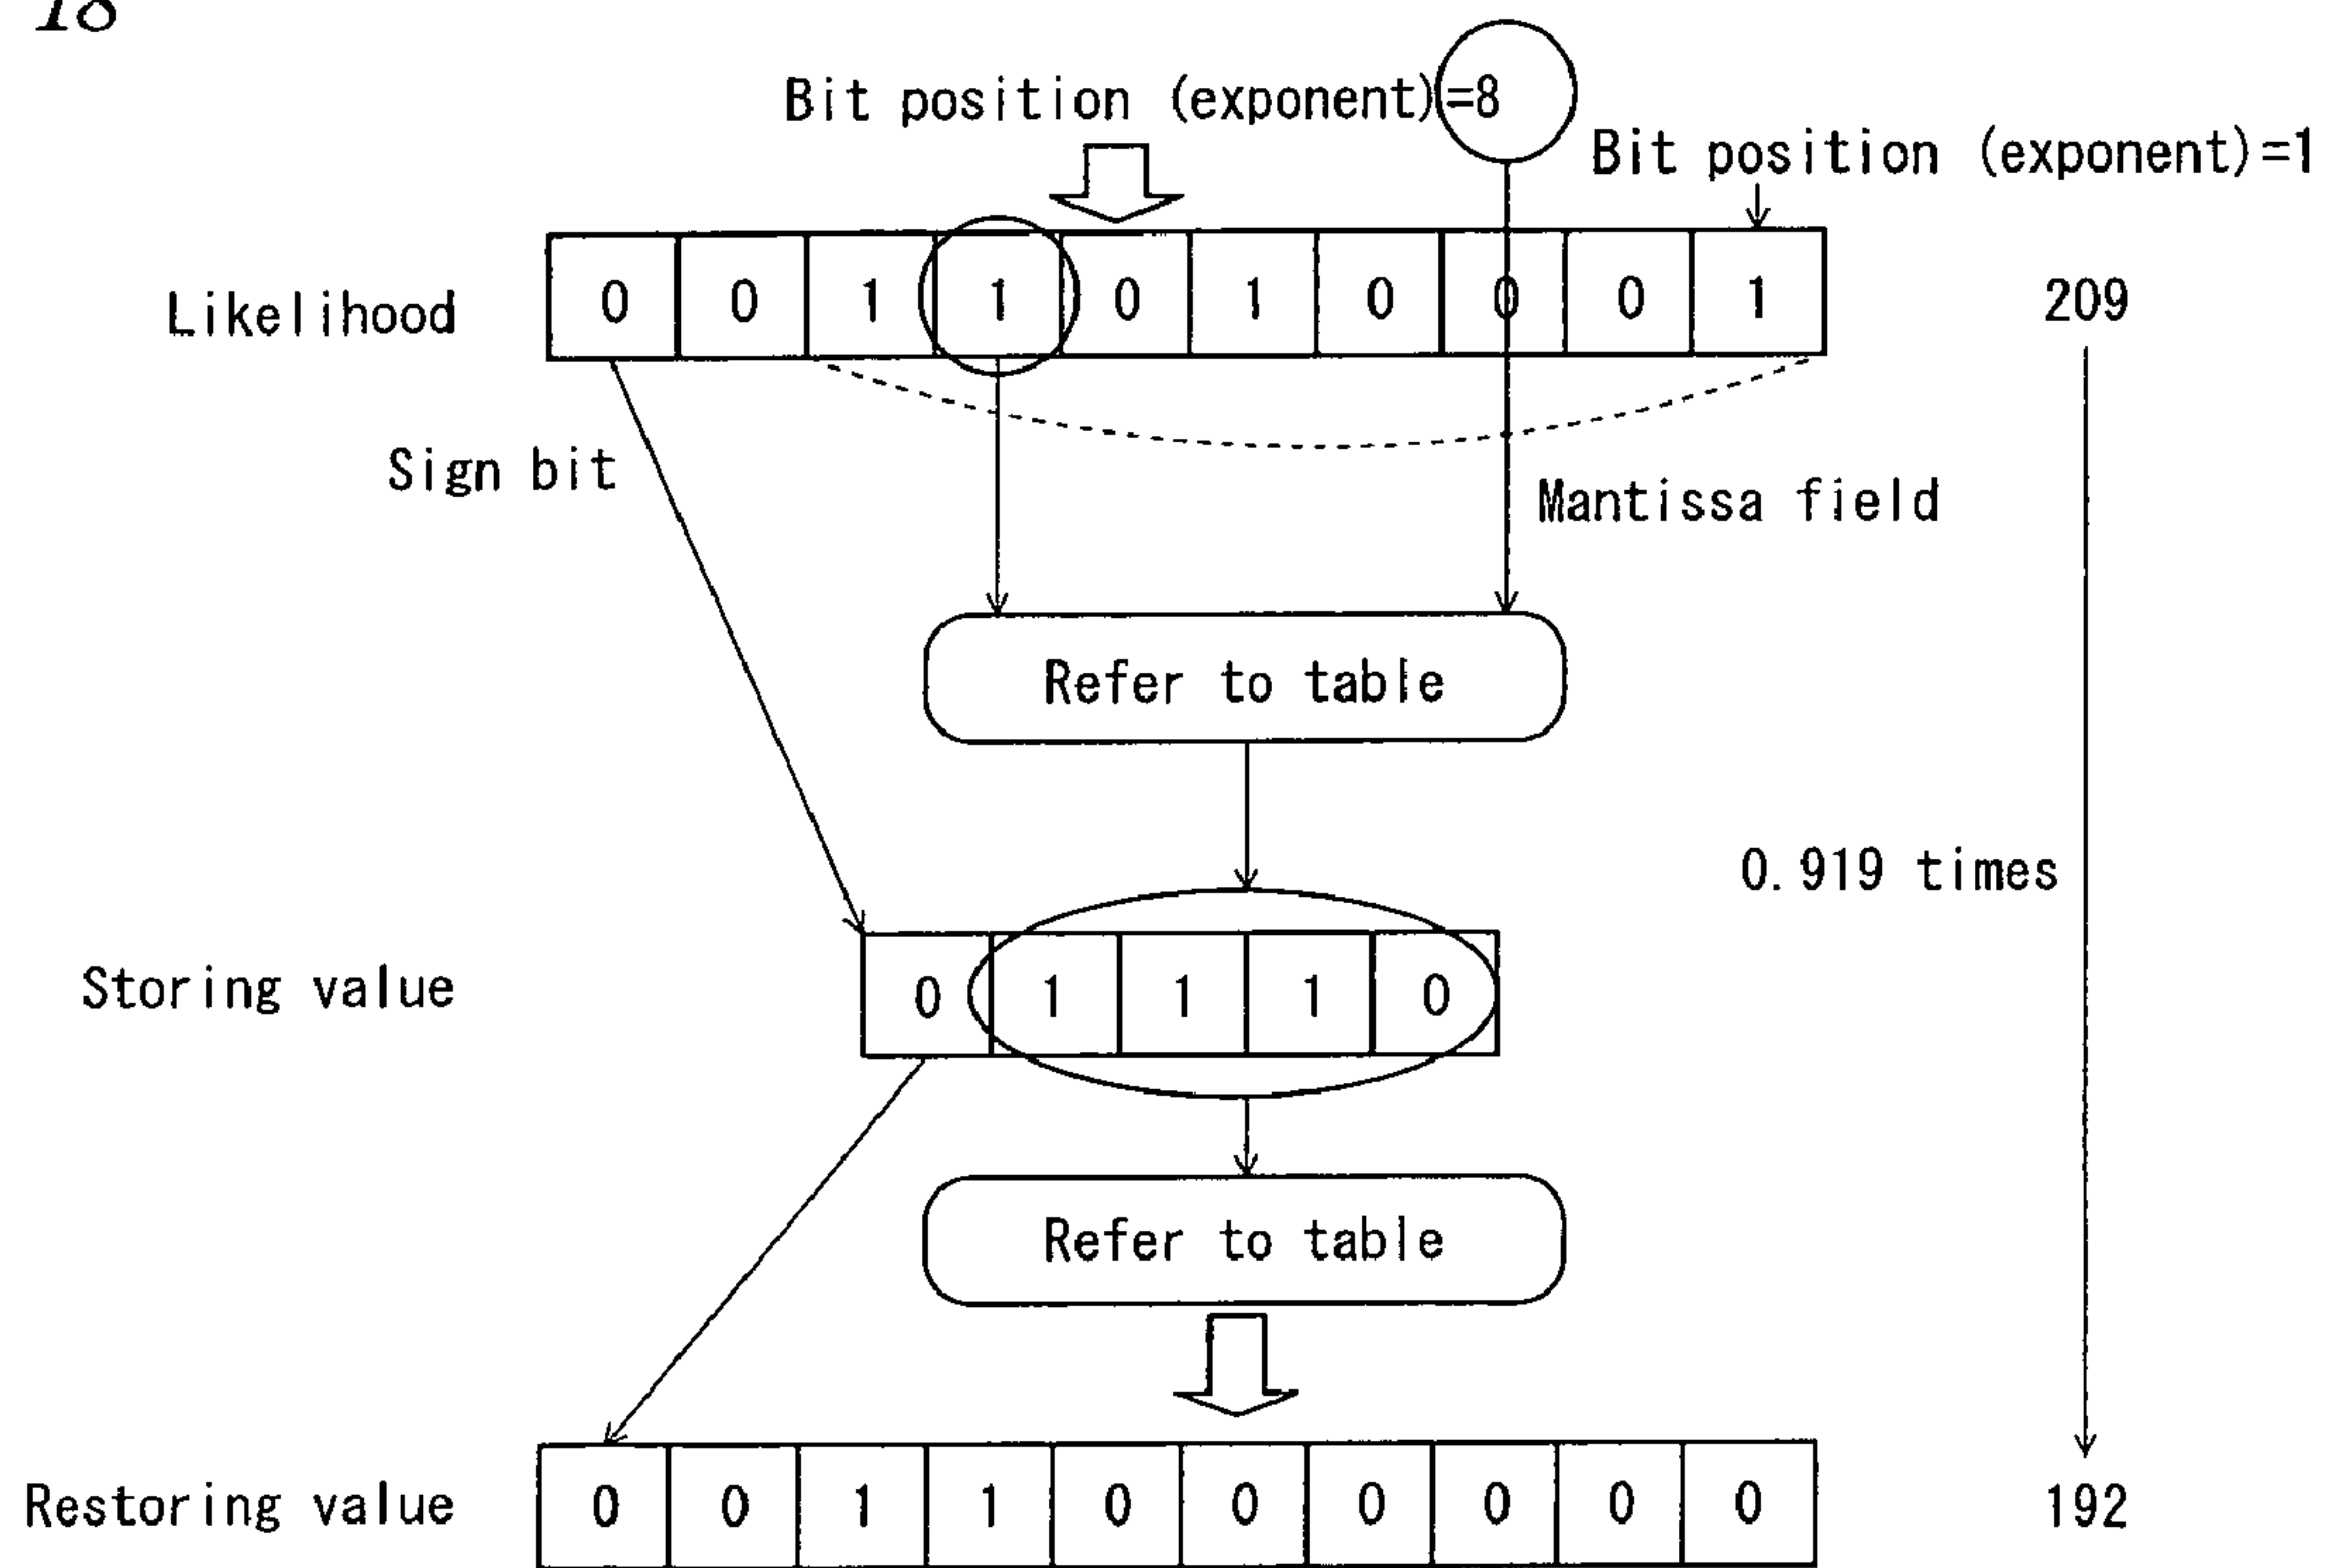 18
Bit position (exponent)=8
Bit position (exponent)=1
Likelihood 0 0 1 1 0 1 0 0 0 1 209
Sign bit
Mantissa field
Refer to table
0.919 times
Storing value 0 1 1 1 0
Refer to table
Restoring value 0 0 1 1 0 0 0 0 0 0 192